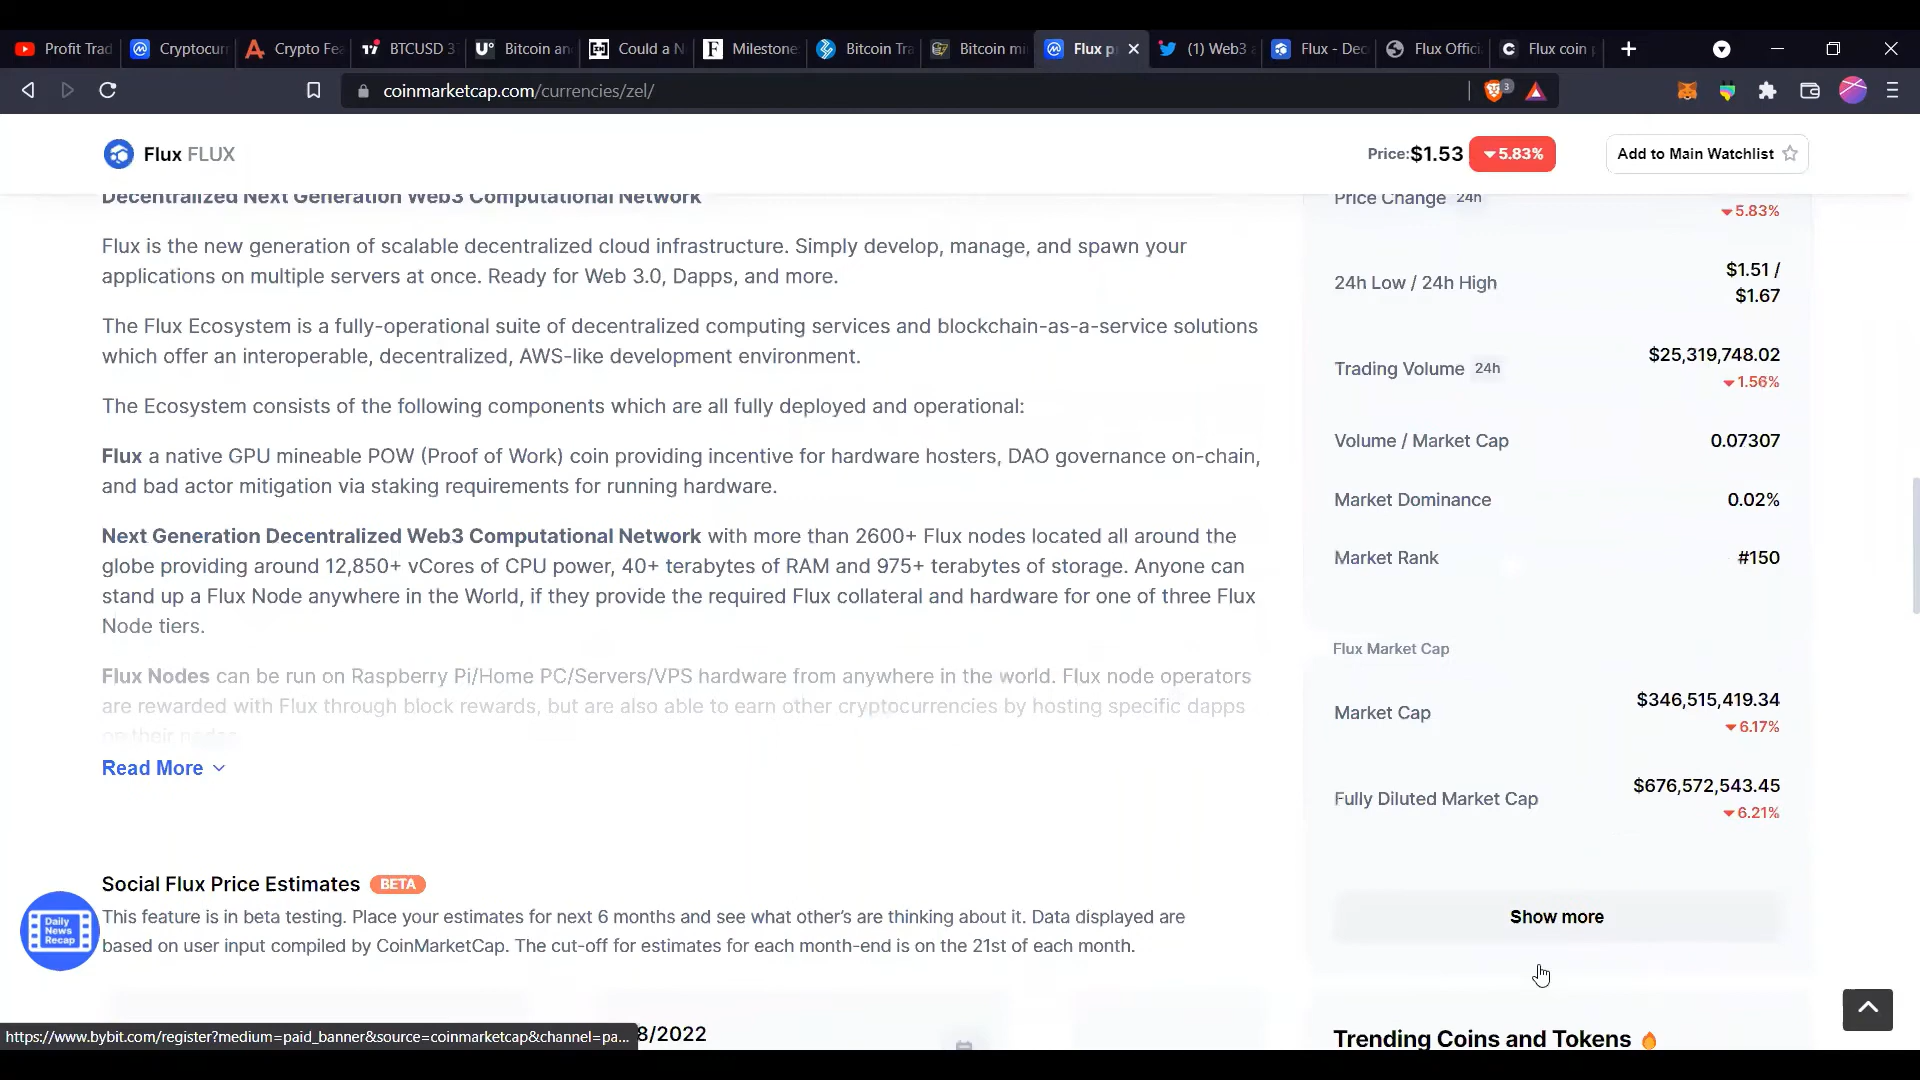 Profit Trad
Cryptocur
Crypto Fea
BTCUSD 3
Bitcoin an
Could a N
Milestone
Bitcoin Tra
Bitcoin mi
Flux p
(1) Web3 a
Flux - Dec
Flux Offici
Flux coin p
coinmarketcap.com/currencies/zel/
3
Flux FLUX
Price:$1.53
5.83%
Add to Main Watchlist
Decentralized Next Generation Web3 Computational Network
Flux is the new generation of scalable decentralized cloud infrastructure. Simply develop, manage, and spawn your
applications on multiple servers at once. Ready for Web 3.0, Dapps, and more.
The Flux Ecosystem is a fully-operational suite of decentralized computing services and blockchain-as-a-service solutions
which offer an interoperable, decentralized, AWS-like development environment.
The Ecosystem consists of the following components which are all fully deployed and operational:
Flux a native GPU mineable POW (Proof of Work) coin providing incentive for hardware hosters, DAO governance on-chain,
and bad actor mitigation via staking requirements for running hardware.
Next Generation Decentralized Web3 Computational Network with more than 2600+ Flux nodes located all around the
globe providing around 12,850+ vCores of CPU power, 40+ terabytes of RAM and 975+ terabytes of storage. Anyone can
stand up a Flux Node anywhere in the World, if they provide the required Flux collateral and hardware for one of three Flux
Node tiers.
Flux Nodes can be run on Raspberry Pi/Home PC/Servers/VPS hardware from anywhere in the world. Flux node operators
are rewarded with Flux through block rewards, but are also able to earn other cryptocurrencies by hosting specific dapps
on their nodes.
Read More
Social Flux Price Estimates BETA
This feature is in beta testing. Place your estimates for next 6 months and see what other's are thinking about it. Data displayed are
based on user input compiled by CoinMarketCap. The cut-off for estimates for each month-end is on the 21st of each month.
Daily
News
Recap
8/2022
https://www.bybit.com/register?medium=paid_banner&source=coinmarketcap&channel=pa...
Price Change 24h
5.83%
24h Low / 24h High
$1.51 /
$1.67
Trading Volume 24h
$25,319,748.02
1.56%
Volume / Market Cap
0.07307
Market Dominance
0.02%
Market Rank
#150
Flux Market Cap
Market Cap
$346,515,419.34
6.17%
Fully Diluted Market Cap
$676,572,543.45
6.21%
Show more
Trending Coins and Tokens